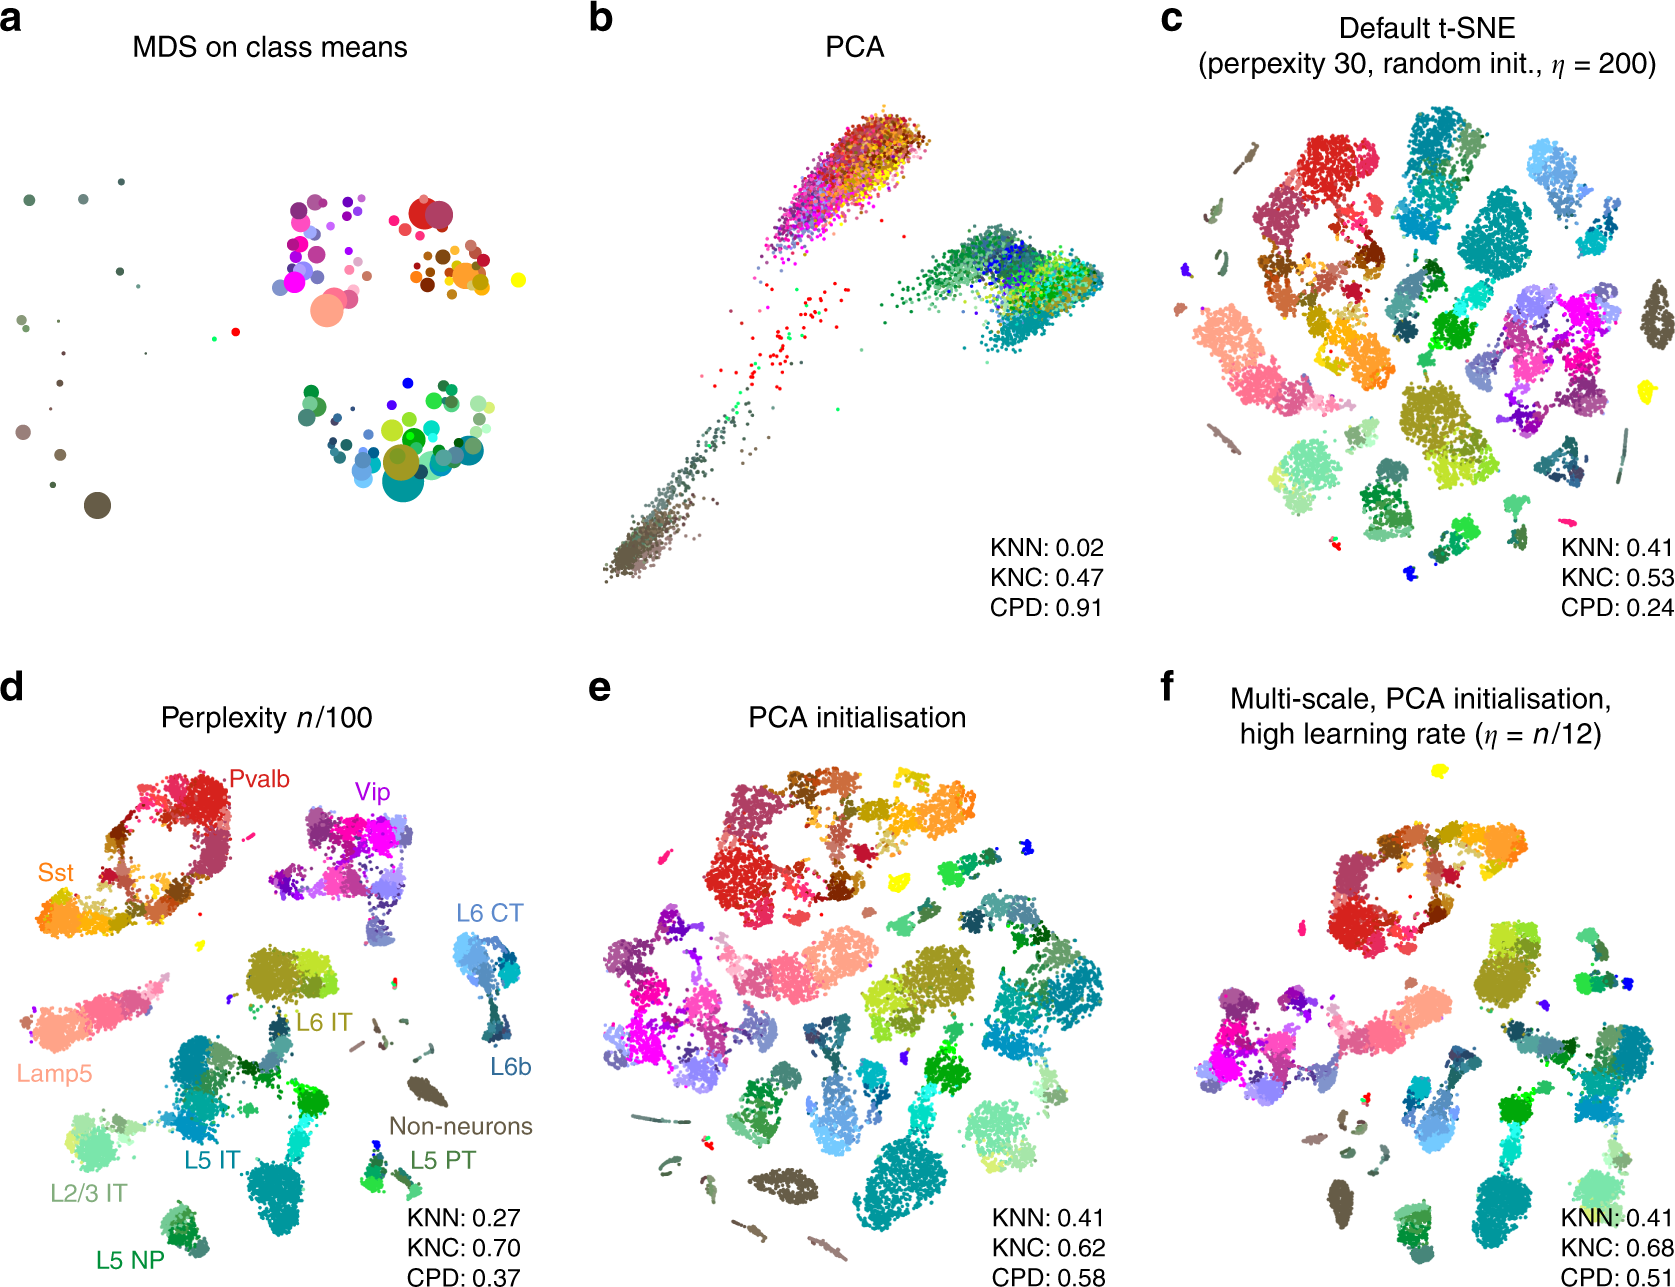 a
MDS on class means
b
PCA
KNN: 0.02
KNC: 0.47
CPD: 0.91
c
Default t-SNE
(perpexity 30, random init., η = 200)
KNN: 0.41
KNC: 0.53
CPD: 0.24
d
Perplexity n/100
Pvalb
Vip
Sst
L6 CT
L6 IT
Lamp5
L6b
Non-neurons
L5 IT
L5 PT
L2/3 IT
L5 NP
KNN: 0.27
KNC: 0.70
CPD: 0.37
e
PCA initialisation
KNN: 0.41
KNC: 0.62
CPD: 0.58
f
Multi-scale, PCA initialisation,
high learning rate (η = n/12)
KNN: 0.41
KNC: 0.68
CPD: 0.51